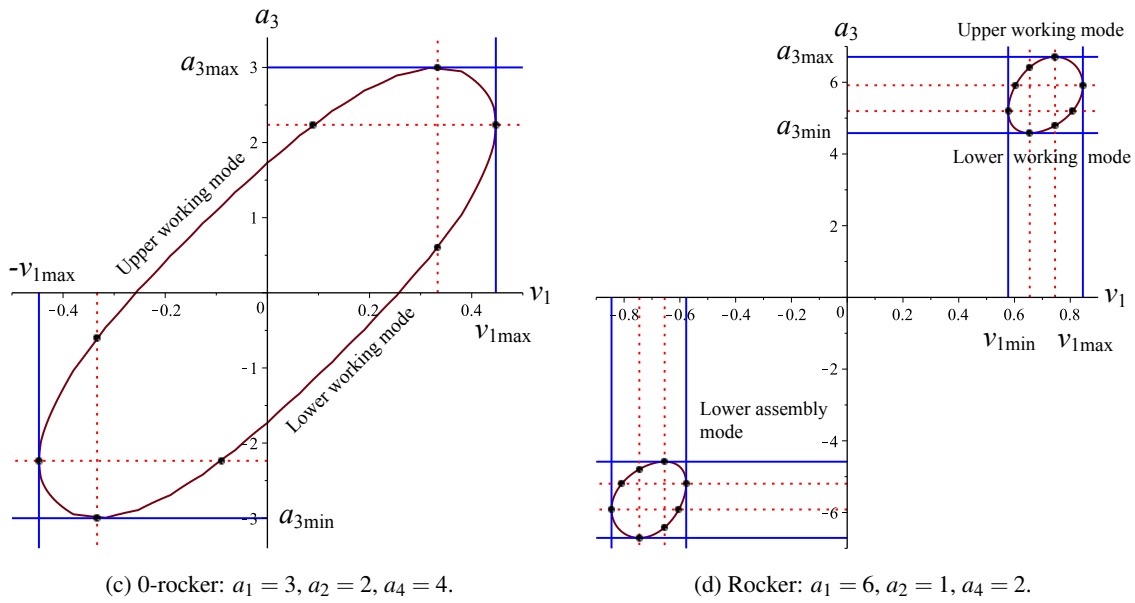 a₃
a₃max
3
2
1
Upper working mode
-v₁max
-0.4
-0.2
0
0.2
0.4
v₁
v₁max
-1
Lower working mode
-2
-3
a₃min
(c) 0-rocker: a₁ = 3, a₂ = 2, a₄ = 4.
a₃
Upper working mode
a₃max
6
a₃min
4
Lower working mode
2
-0.8
-0.6
-0.4
-0.2
0
0.2
0.4
0.6
0.8
v₁
v₁min
v₁max
-2
Lower assembly
mode
-4
-6
(d) Rocker: a₁ = 6, a₂ = 1, a₄ = 2.